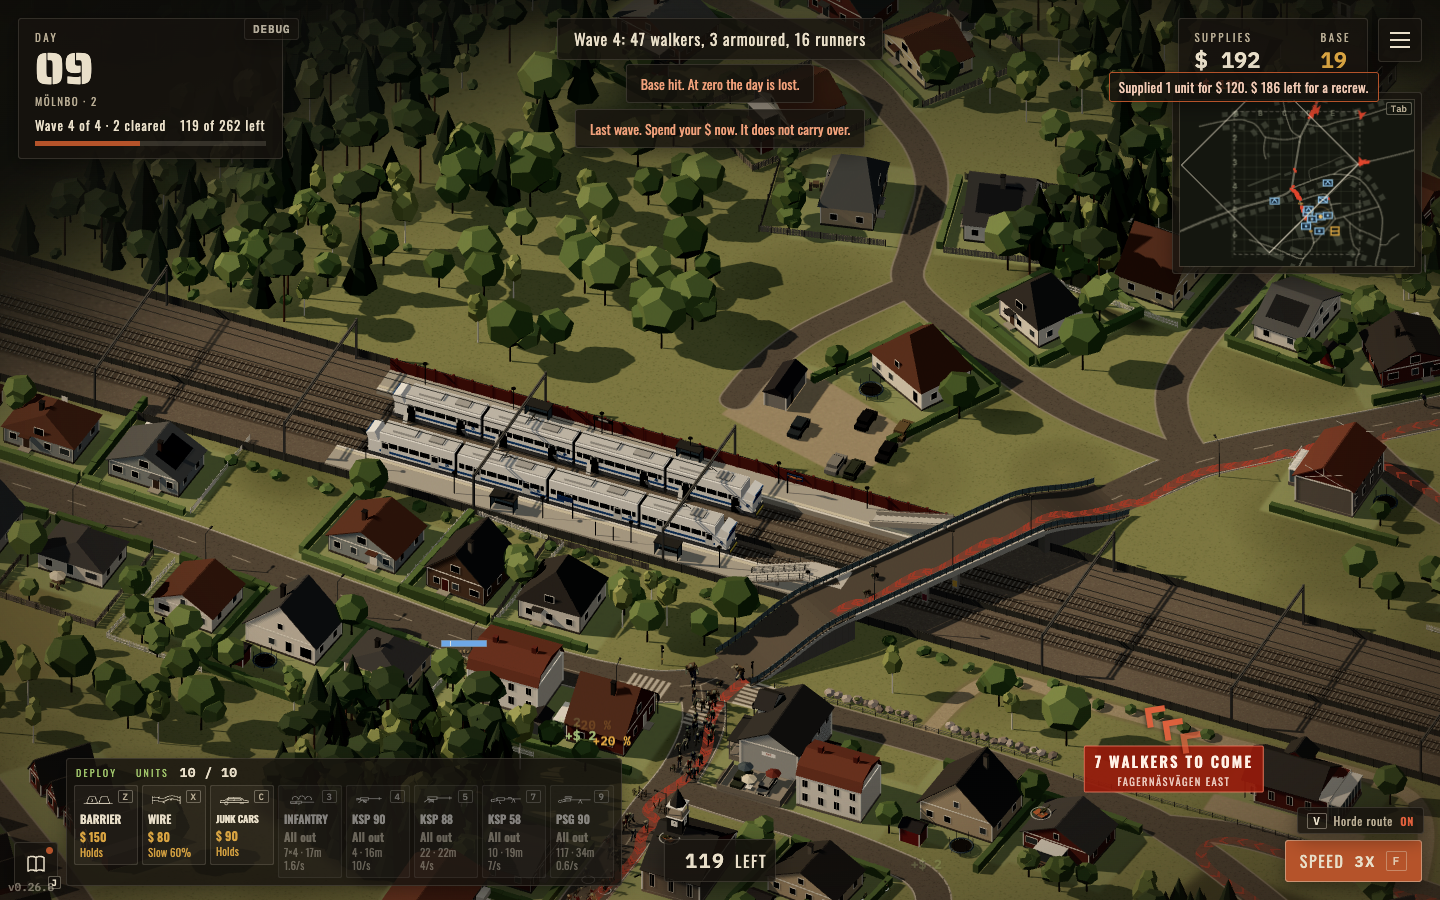 DAY
DEBUG
09
MÖLNBO · 2
Wave 4 of 4 · 2 cleared 119 of 262 left
Wave 4: 47 walkers, 3 armoured, 16 runners
Base hit. At zero the day is lost.
Last wave. Spend your $ now. It does not carry over.
SUPPLIES BASE
$ 192 19
Supplied 1 unit for $ 120. $ 186 left for a recrew.
Tab
+$ 2
+20 %
7 WALKERS TO COME
FAGERNÄSVÄGEN EAST
V Horde route ON
SPEED 3X F
119 LEFT
DEPLOY UNITS 10 / 10
Z X C 3 4 5 7 9
BARRIER WIRE JUNK CARS INFANTRY KSP 90 KSP 88 KSP 58 PSG 90
$ 150 $ 80 $ 90 All out All out All out All out All out
Holds Slow 60% Holds 7×4 · 17m 4 · 16m 22 · 22m 10 · 19m 117 · 34m
1.6/s 10/s 4/s 7/s 0.6/s
J
v0.26.